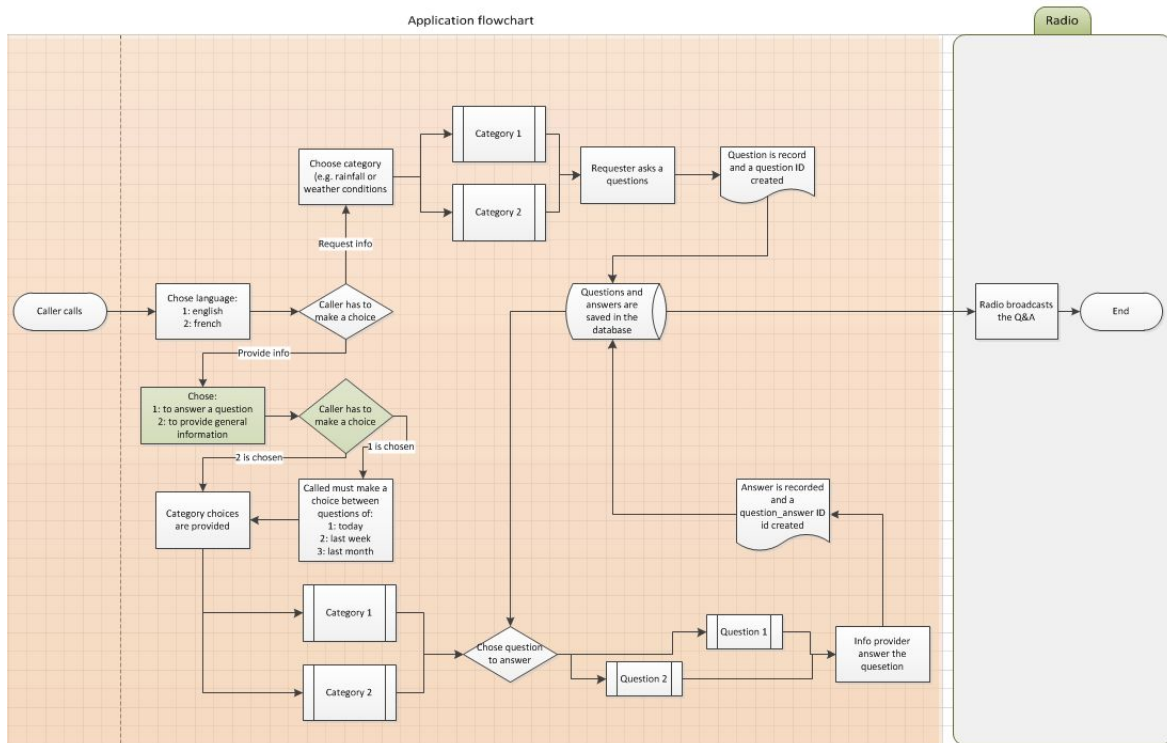 Application flowchart
Radio
Category 1
Choose category
(e.g. rainfall or
weather conditions
Requester asks a
questions
Question is record
and a question ID
created
Category 2
Request info
Caller calls
Chose language:
1: english
2: french
Caller has to
make a choice
Questions and
answers are
saved in the
database
Radio broadcasts
the Q&A
End
Provide info
Chose:
1: to answer a question
2: to provide general
information
Caller has to
make a choice
1 is chosen
2 is chosen
Category choices
are provided
Called must make a
choice between
questions of:
1: today
2: last week
3: last month
Answer is recorded
and a
question_answer ID
id created
Category 1
Chose question
to answer
Question 1
Info provider
answer the
quesetion
Question 2
Category 2